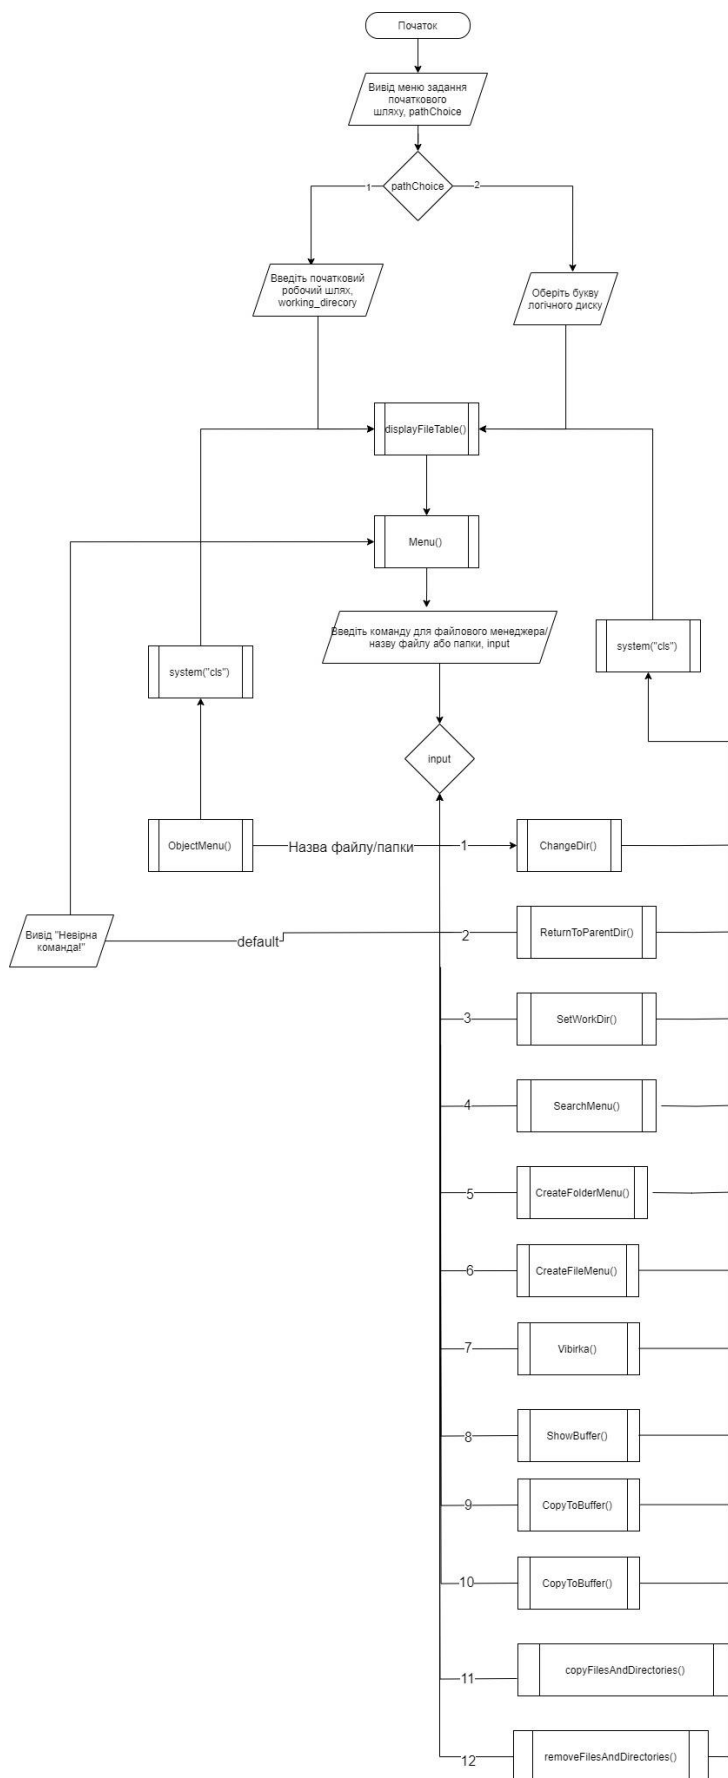 Початок
Вивід меню задання
початкового
шляху, pathChoice
pathChoice
1
2
Введіть початковий
робочий шлях,
working_direcory
Оберіть букву
логічного диску
displayFileTable()
Menu()
Введіть команду для файлового менеджера/
назву файлу або папки, input
system("cls")
system("cls")
input
ObjectMenu()
Назва файлу/папки
1
ChangeDir()
Вивід "Невірна
команда!"
default
2
ReturnToParentDir()
3
SetWorkDir()
4
SearchMenu()
5
CreateFolderMenu()
6
CreateFileMenu()
7
Vibirka()
8
ShowBuffer()
9
CopyToBuffer()
10
CopyToBuffer()
11
copyFilesAndDirectories()
12
removeFilesAndDirectories()